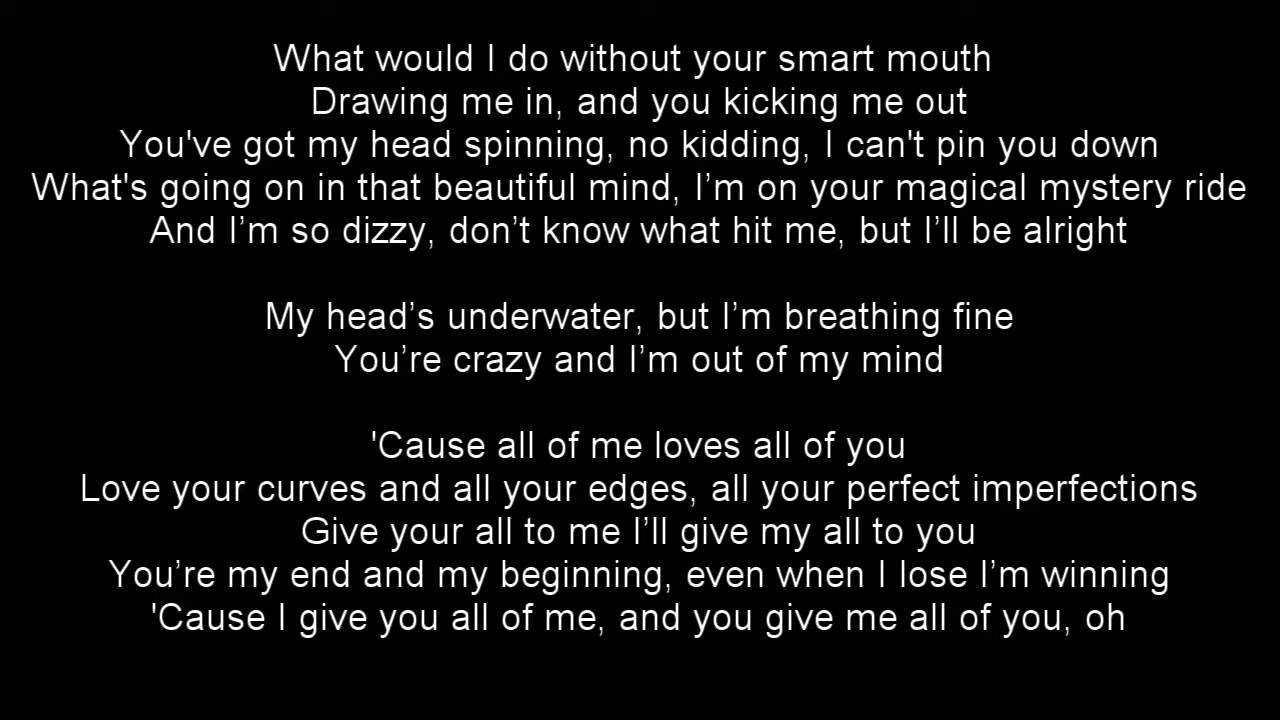 What would I do without your smart mouth
Drawing me in, and you kicking me out
You've got my head spinning, no kidding, I can't pin you down
What's going on in that beautiful mind, I’m on your magical mystery ride
And I’m so dizzy, don’t know what hit me, but I’ll be alright
My head’s underwater, but I’m breathing fine
You’re crazy and I’m out of my mind
'Cause all of me loves all of you
Love your curves and all your edges, all your perfect imperfections
Give your all to me I’ll give my all to you
You’re my end and my beginning, even when I lose I’m winning
'Cause I give you all of me, and you give me all of you, oh